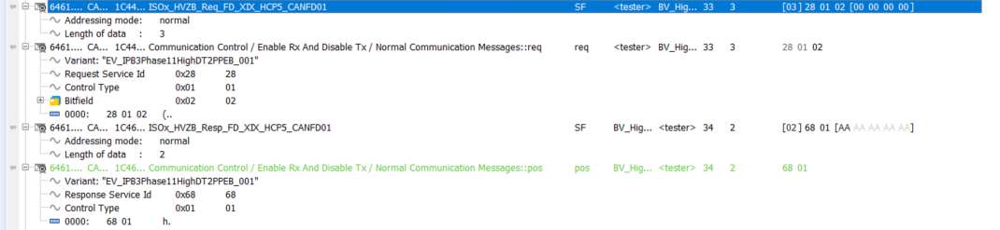 6461.... CA... 1C44... ISOx_HVZB_Req_FD_XIX_HCP5_CANFD01 SF <tester> BV_Hig... 33 3 [03] 28 01 02 [00 00 00 00]
Addressing mode: normal
Length of data : 3
6461.... CA... 1C44... Communication Control / Enable Rx And Disable Tx / Normal Communication Messages::req req <tester> BV_Hig... 33 3 28 01 02
Variant: "EV_IPB3Phase11HighDT2PPEB_001"
Request Service Id 0x28 28
Control Type 0x01 01
Bitfield 0x02 02
0000: 28 01 02 (..
6461.... CA... 1C46... ISOx_HVZB_Resp_FD_XIX_HCP5_CANFD01 SF BV_Hig... <tester> 34 2 [02] 68 01 [AA AA AA AA AA]
Addressing mode: normal
Length of data : 2
6461.... CA... 1C46... Communication Control / Enable Rx And Disable Tx / Normal Communication Messages::pos pos BV_Hig... <tester> 34 2 68 01
Variant: "EV_IPB3Phase11HighDT2PPEB_001"
Response Service Id 0x68 68
Control Type 0x01 01
0000: 68 01 h.